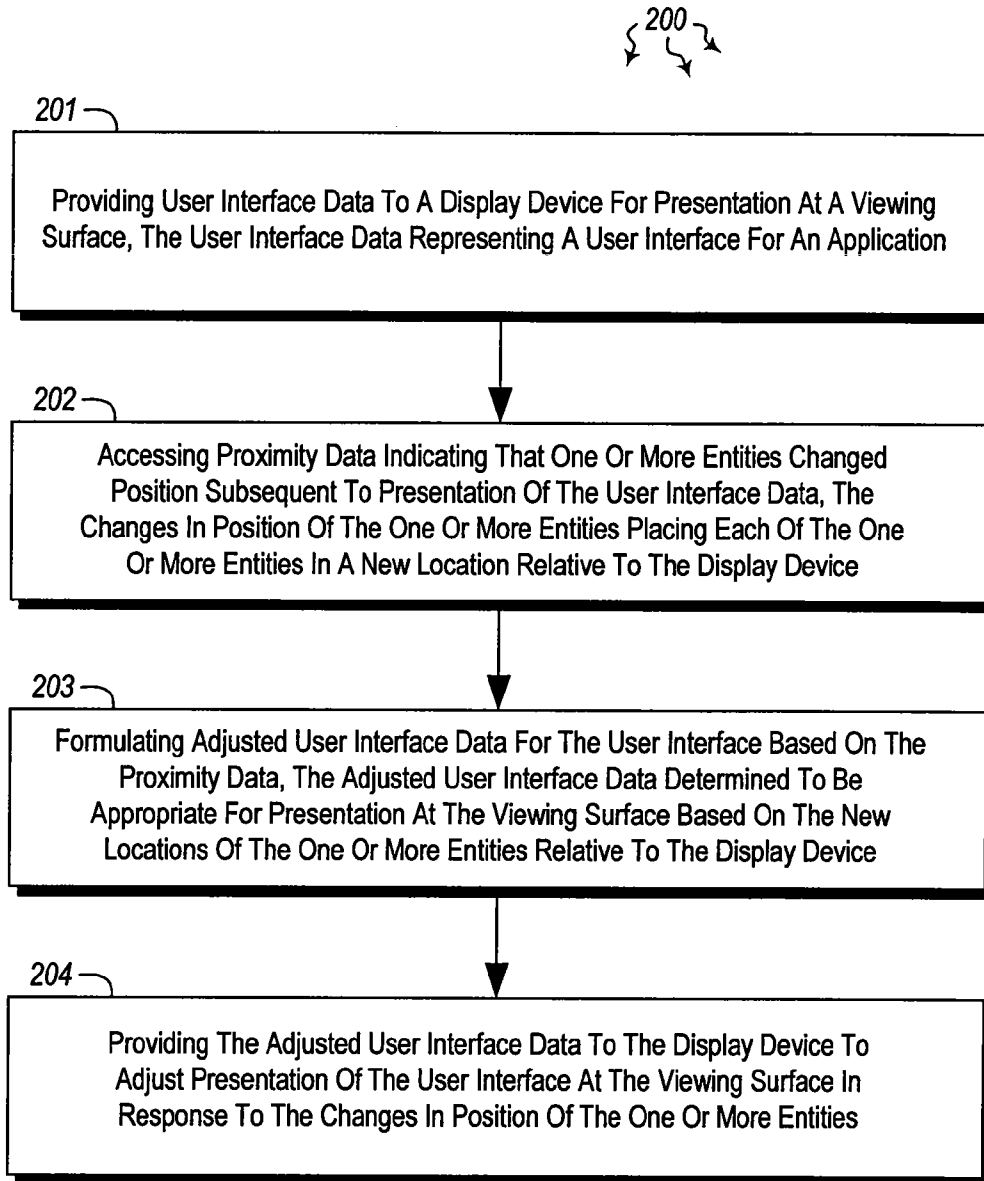 200
201
Providing User Interface Data To A Display Device For Presentation At A Viewing
Surface, The User Interface Data Representing A User Interface For An Application
202
Accessing Proximity Data Indicating That One Or More Entities Changed
Position Subsequent To Presentation Of The User Interface Data, The
Changes In Position Of The One Or More Entities Placing Each Of The One
Or More Entities In A New Location Relative To The Display Device
203
Formulating Adjusted User Interface Data For The User Interface Based On The
Proximity Data, The Adjusted User Interface Data Determined To Be
Appropriate For Presentation At The Viewing Surface Based On The New
Locations Of The One Or More Entities Relative To The Display Device
204
Providing The Adjusted User Interface Data To The Display Device To
Adjust Presentation Of The User Interface At The Viewing Surface In
Response To The Changes In Position Of The One Or More Entities